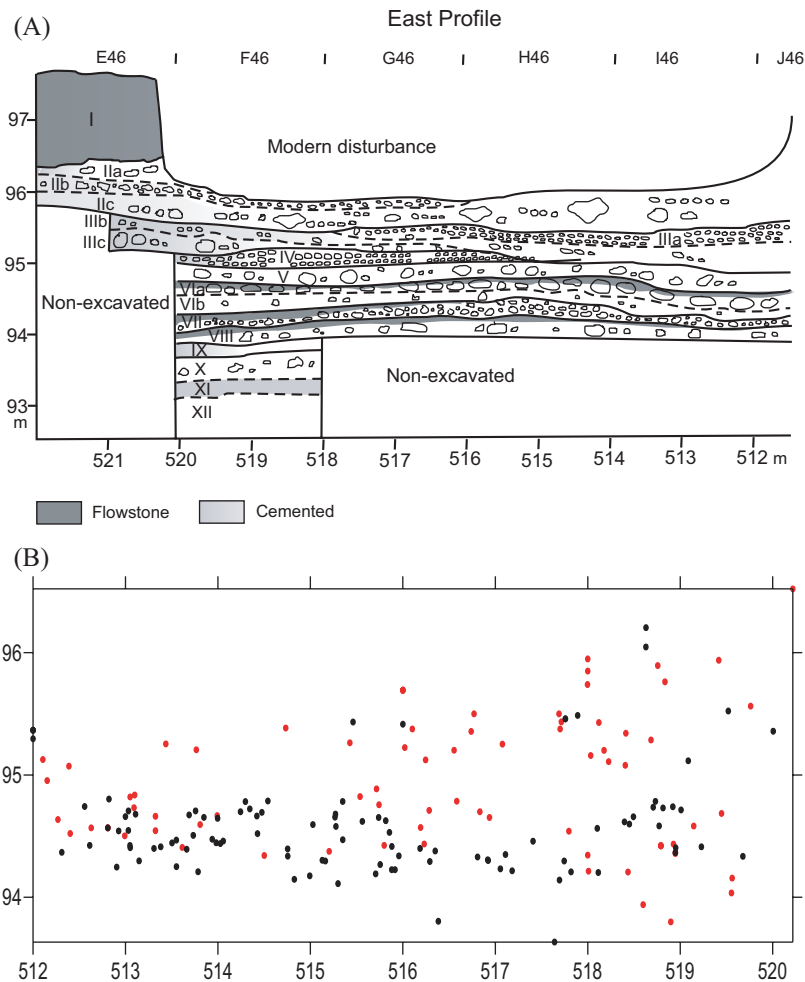 (A)
East Profile
E46 F46 G46 H46 I46 J46
97
I
Modern disturbance
IIa
96
IIb
IIc
IIIb
IIIa
IIIc
95
IV
V
VIa
Non-excavated
VIb
94
VII
VIII
IX
Non-excavated
X
XI
93
XII
m
521 520 519 518 517 516 515 514 513 512 m
Flowstone Cemented
(B)
96
95
94
512 513 514 515 516 517 518 519 520